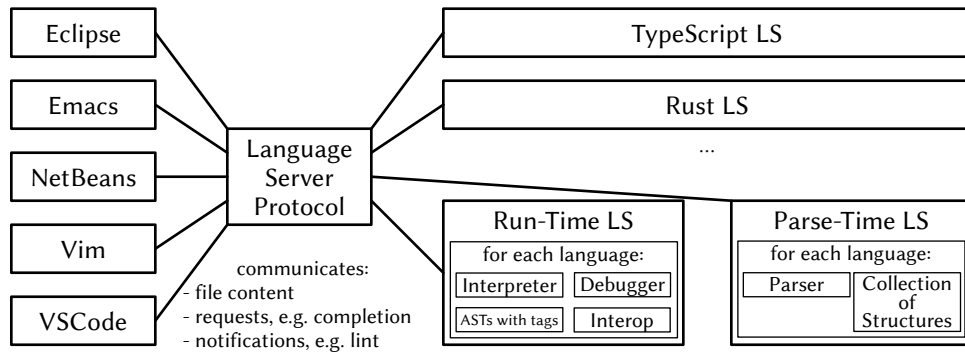 Eclipse
Emacs
NetBeans
Vim
VSCode
Language
Server
Protocol
communicates:
- file content
- requests, e.g. completion
- notifications, e.g. lint
TypeScript LS
Rust LS
...
Run-Time LS
for each language:
Interpreter
Debugger
ASTs with tags
Interop
Parse-Time LS
for each language:
Parser
Collection
of
Structures